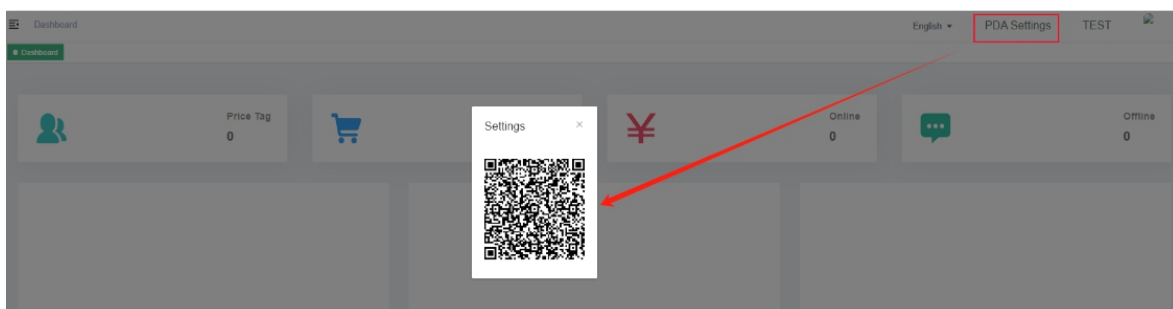 Dashboard
English
PDA Settings
TEST
Dashboard
Price Tag
0
Settings
×
Online
0
Offline
0